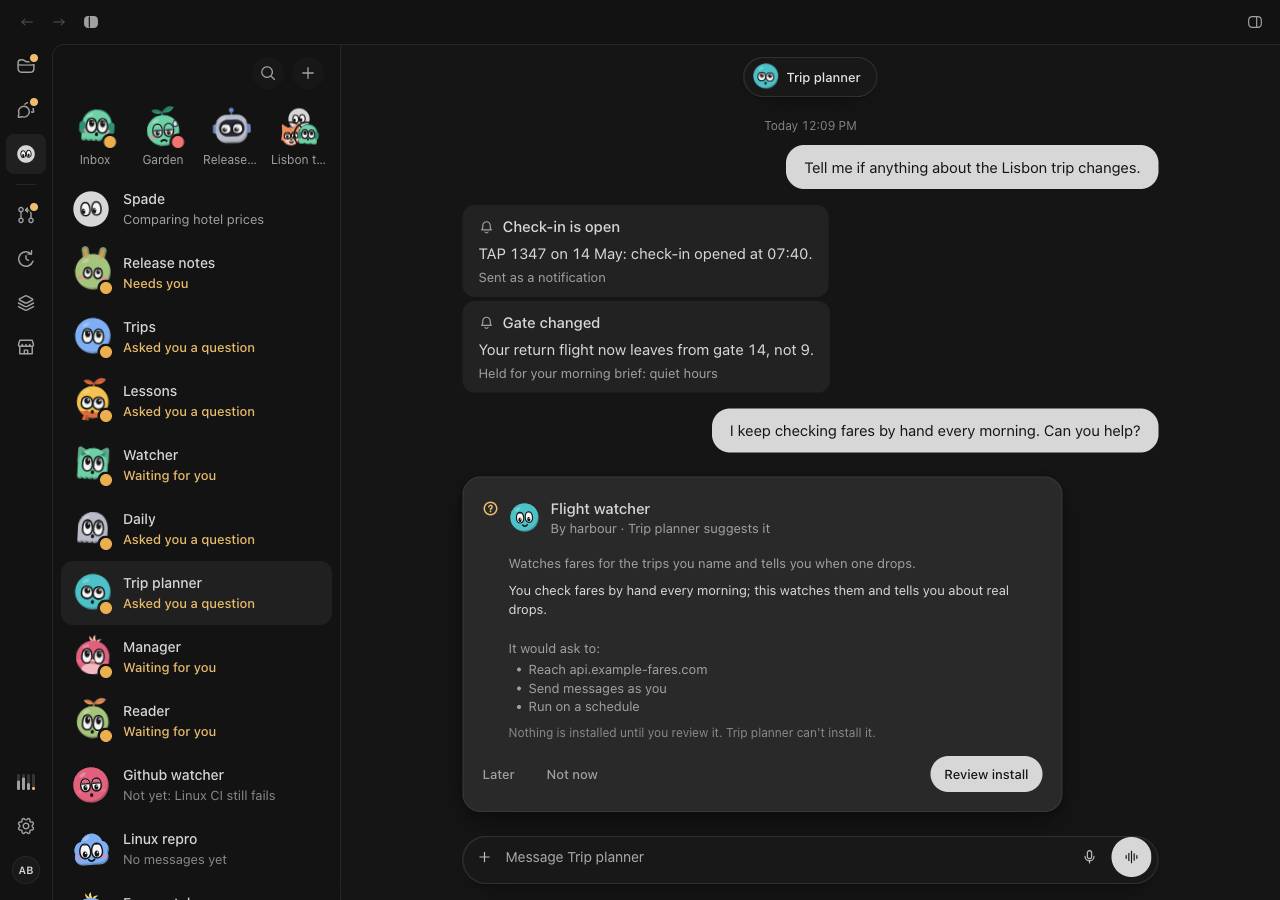 Inbox
Garden
Release...
Lisbon t...
Spade
Comparing hotel prices
Release notes
Needs you
Trips
Asked you a question
Lessons
Asked you a question
Watcher
Waiting for you
Daily
Asked you a question
Trip planner
Asked you a question
Manager
Waiting for you
Reader
Waiting for you
Github watcher
Not yet: Linux CI still fails
Linux repro
No messages yet
AB
Trip planner
Today 12:09 PM
Tell me if anything about the Lisbon trip changes.
Check-in is open
TAP 1347 on 14 May: check-in opened at 07:40.
Sent as a notification
Gate changed
Your return flight now leaves from gate 14, not 9.
Held for your morning brief: quiet hours
I keep checking fares by hand every morning. Can you help?
Flight watcher
By harbour · Trip planner suggests it
Watches fares for the trips you name and tells you when one drops.
You check fares by hand every morning; this watches them and tells you about real
drops.
It would ask to:
• Reach api.example-fares.com
• Send messages as you
• Run on a schedule
Nothing is installed until you review it. Trip planner can't install it.
Later
Not now
Review install
Message Trip planner